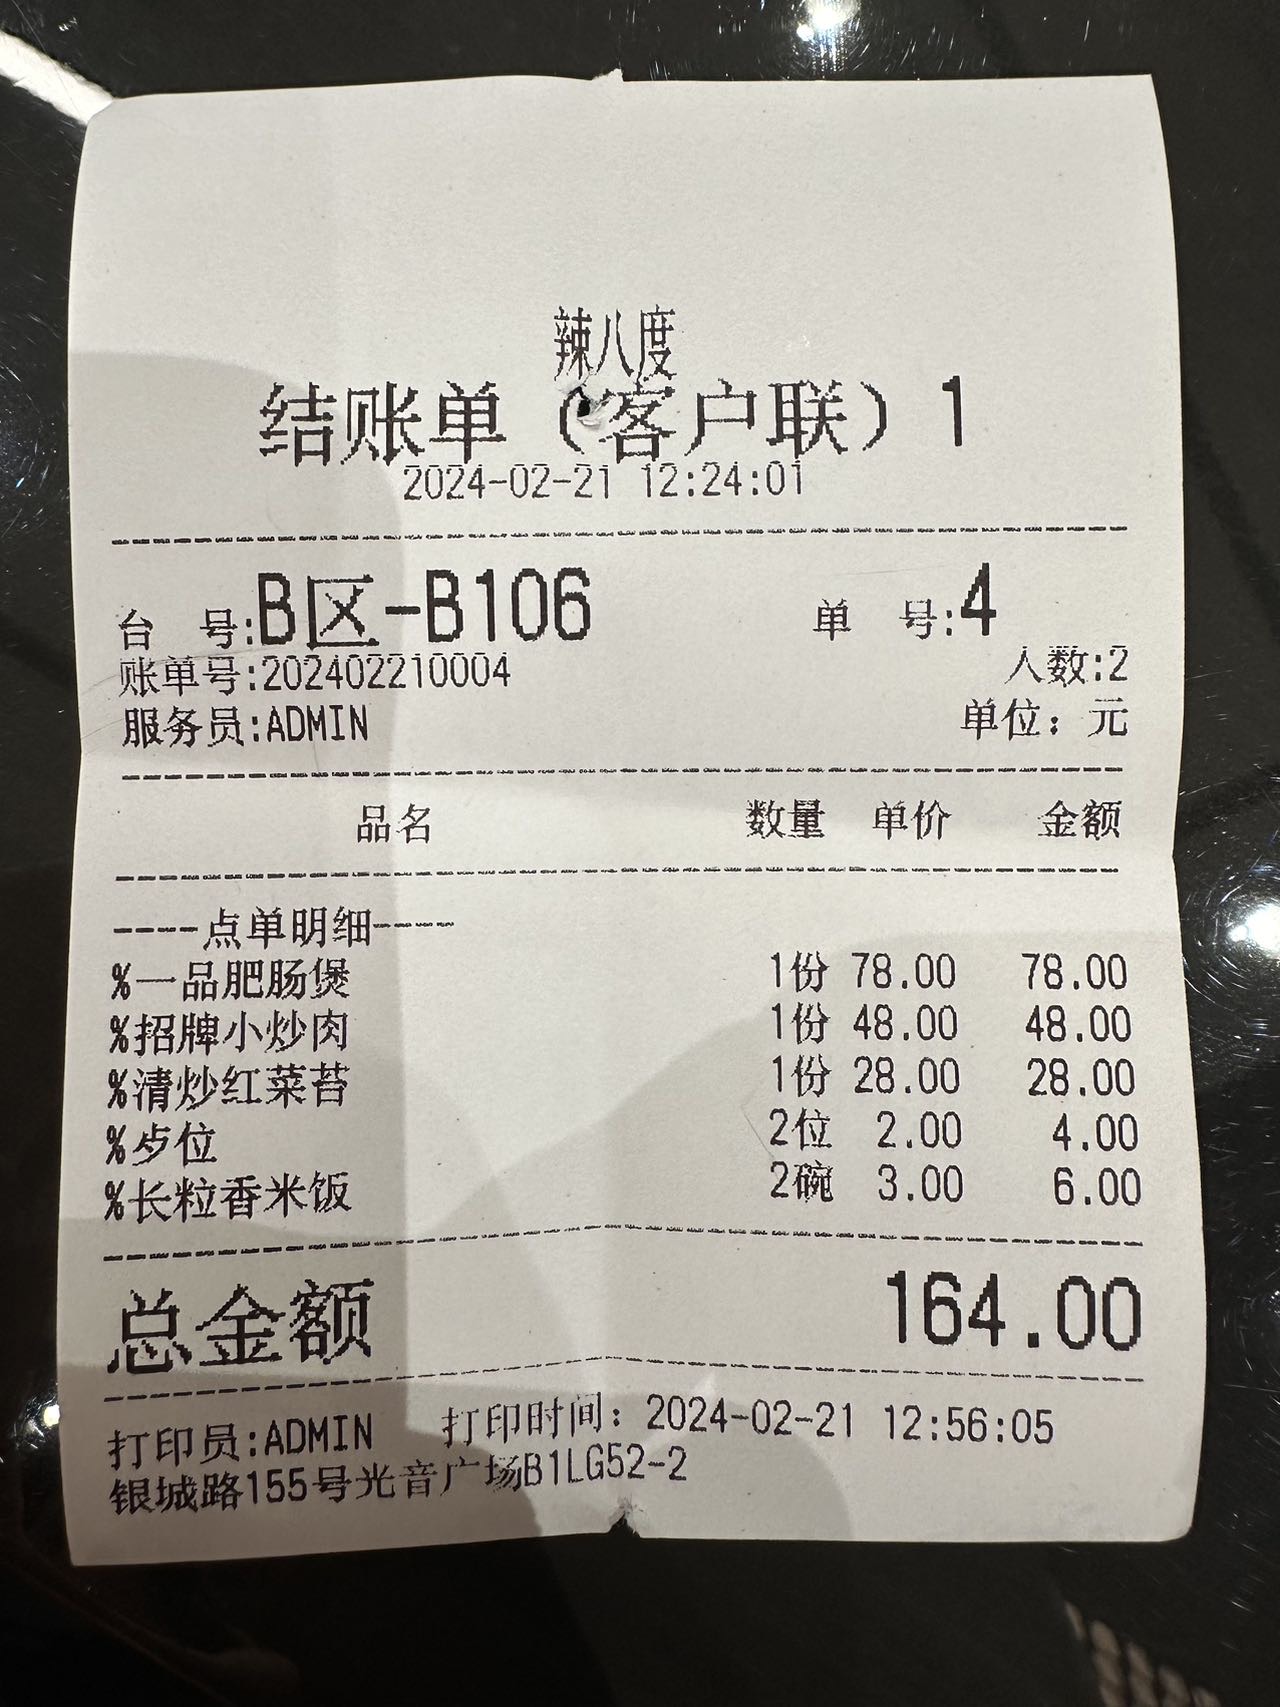 辣八度
结账单（客户联）1
2024-02-21 12:24:01
台 号:B区-B106 单 号:4
账单号:202402210004 人数:2
服务员:ADMIN 单位：元
品名 数量 单价 金额
----点单明细----
%一品肥肠煲 1份 78.00 78.00
%招牌小炒肉 1份 48.00 48.00
%清炒红菜苔 1份 28.00 28.00
%歺位 2位 2.00 4.00
%长粒香米饭 2碗 3.00 6.00
总金额 164.00
打印员:ADMIN 打印时间：2024-02-21 12:56:05
银城路155号光音广场B1LG52-2